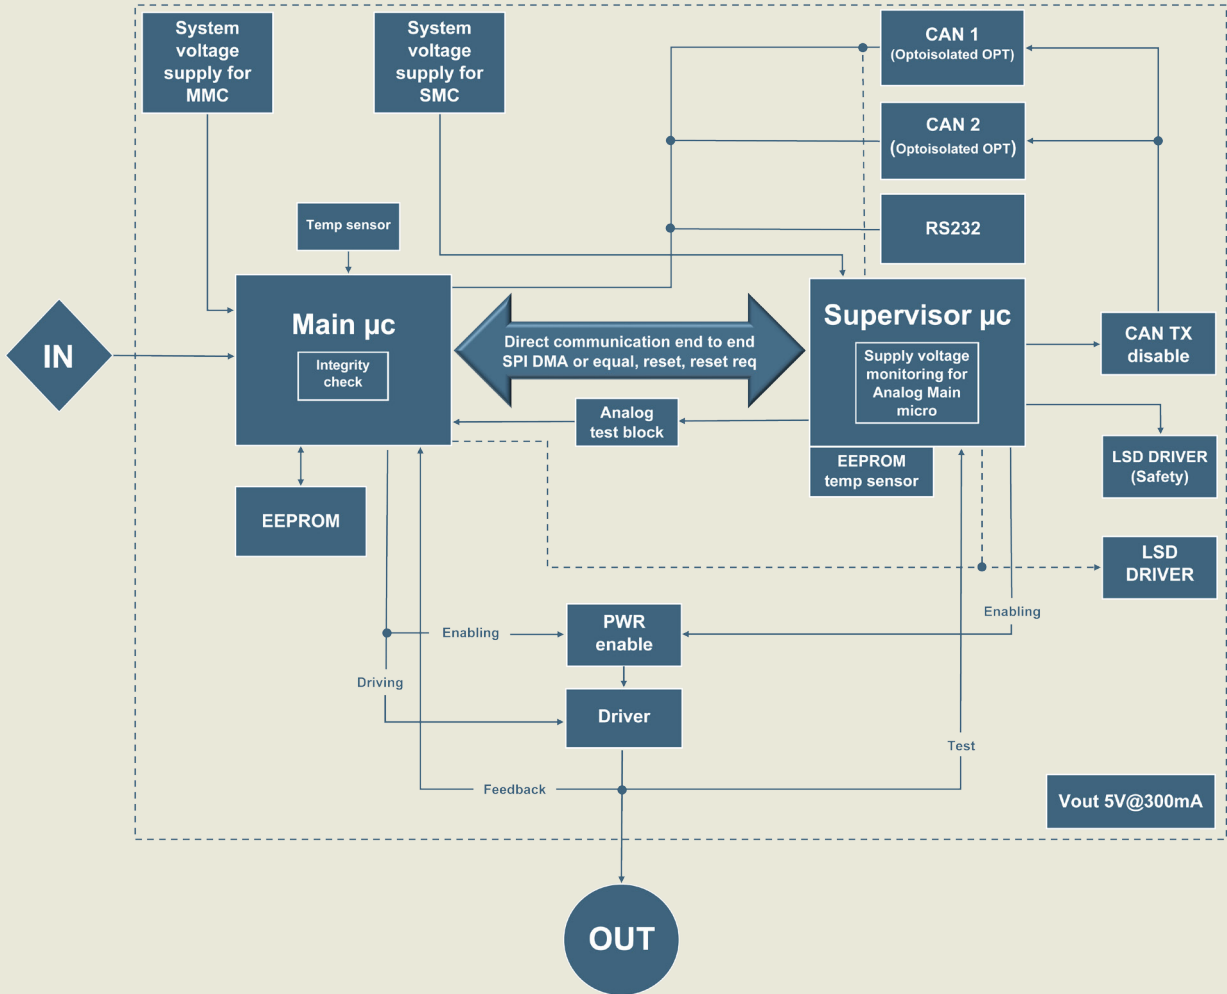 System
voltage
supply for
MMC
System
voltage
supply for
SMC
CAN 1
(Optoisolated OPT)
CAN 2
(Optoisolated OPT)
RS232
Temp sensor
Main µc
Integrity
check
Direct communication end to end
SPI DMA or equal, reset, reset req
Supervisor µc
Supply voltage
monitoring for
Analog Main
micro
CAN TX
disable
IN
Analog
test block
EEPROM
temp sensor
LSD DRIVER
(Safety)
EEPROM
LSD
DRIVER
Enabling
PWR
enable
Enabling
Driving
Driver
Test
Feedback
Vout 5V@300mA
OUT